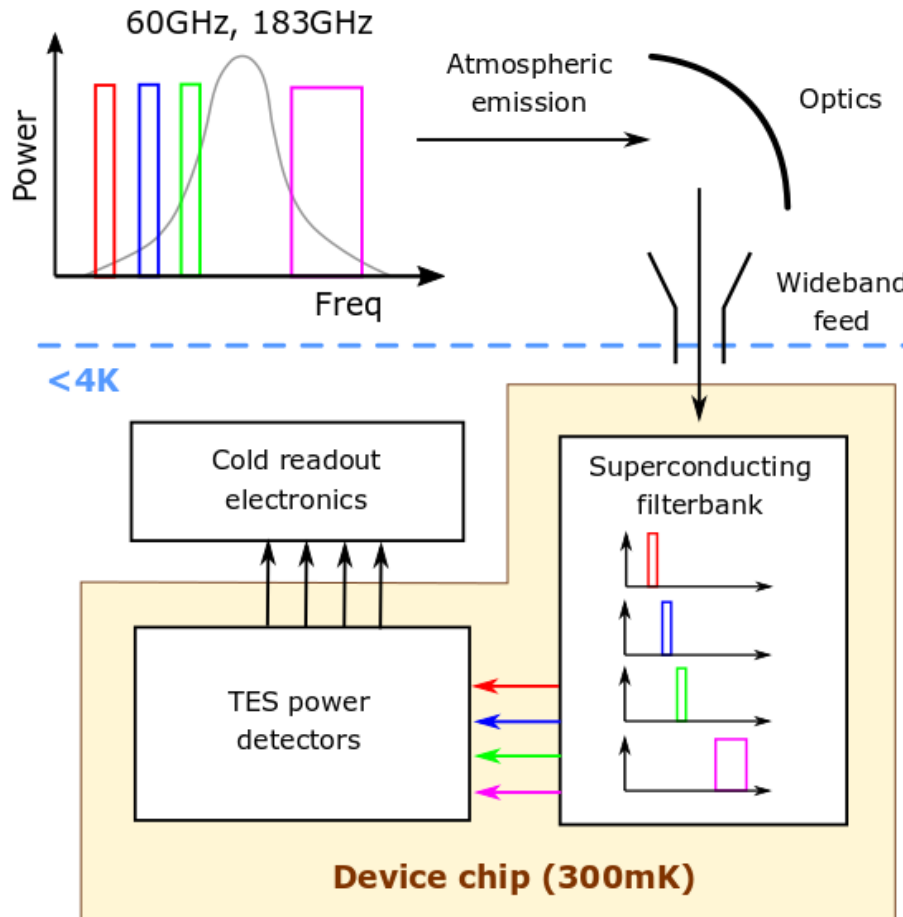 60GHz, 183GHz
Power
Freq
Atmospheric
emission
Optics
Wideband
feed
<4K
Cold readout
electronics
Superconducting
filterbank
TES power
detectors
Device chip (300mK)